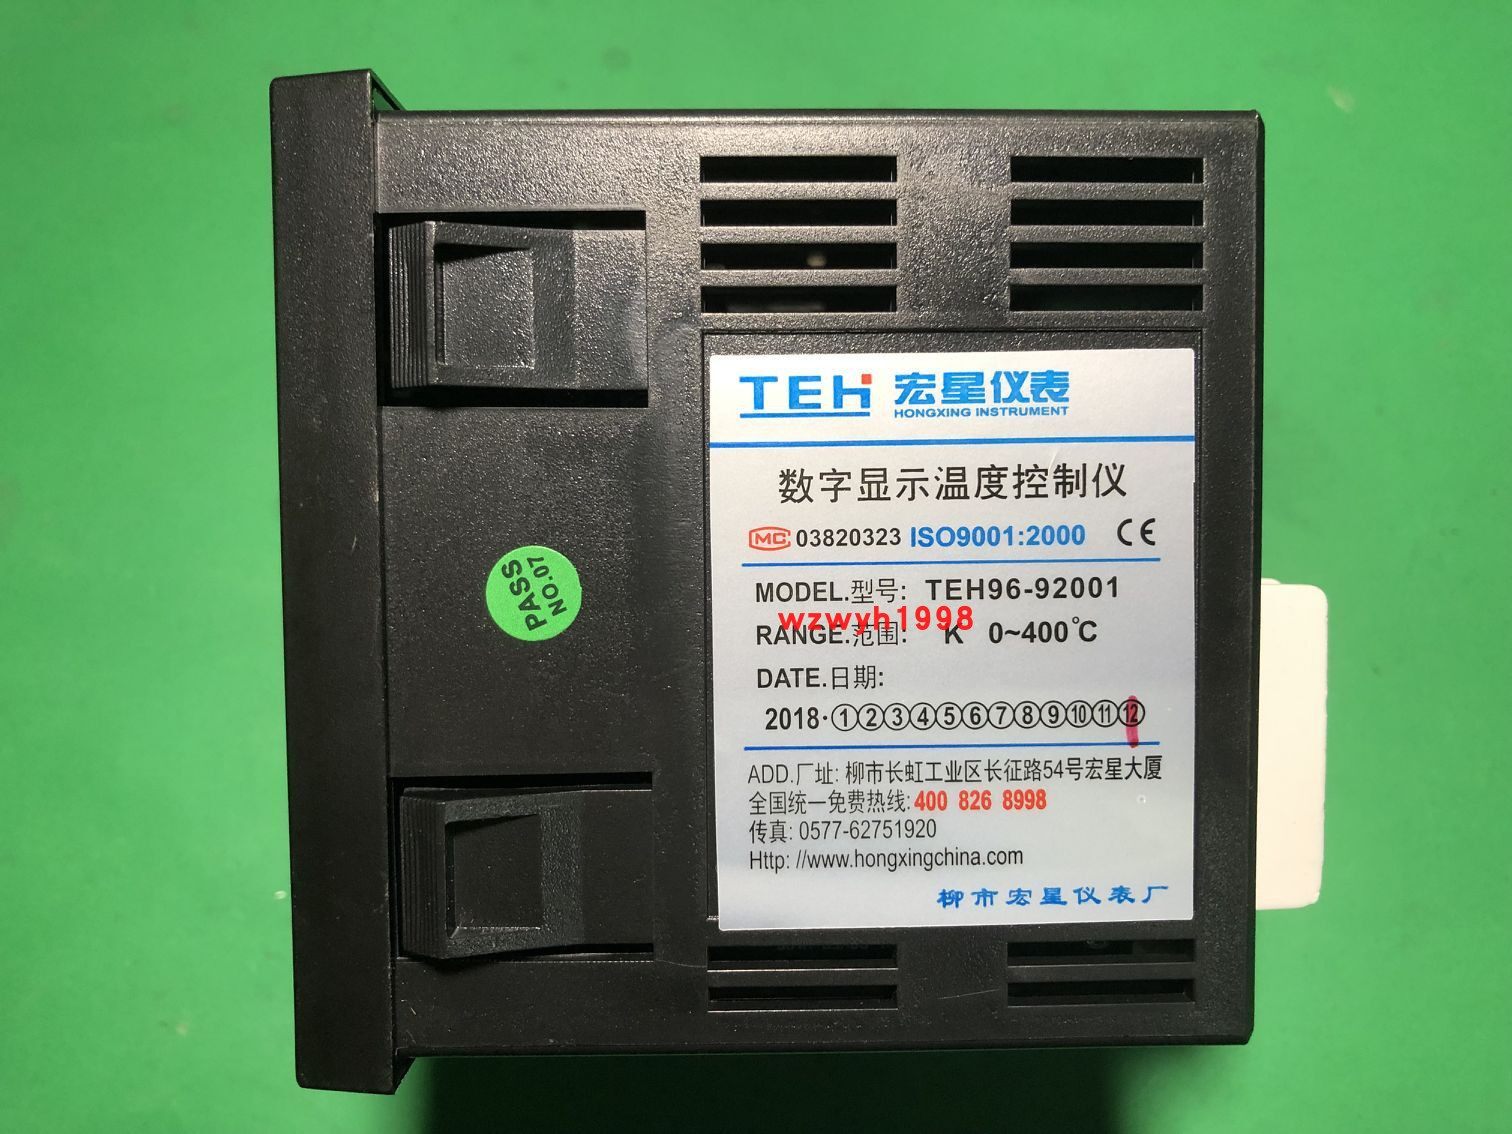 TEH 宏星仪表
HONGXING INSTRUMENT
数字显示温度控制仪
MC 03820323 ISO9001:2000 CE
MODEL.型号: TEH96-92001
wzwyh1998
RANGE.范围: K 0~400℃
DATE.日期:
2018·①②③④⑤⑥⑦⑧⑨⑩⑪⑫
ADD.厂址: 柳市长虹工业区长征路54号宏星大厦
全国统一免费热线:400 826 8998
传真: 0577-62751920
Http: //www.hongxingchina.com
柳市宏星仪表厂
PASS
NO.07